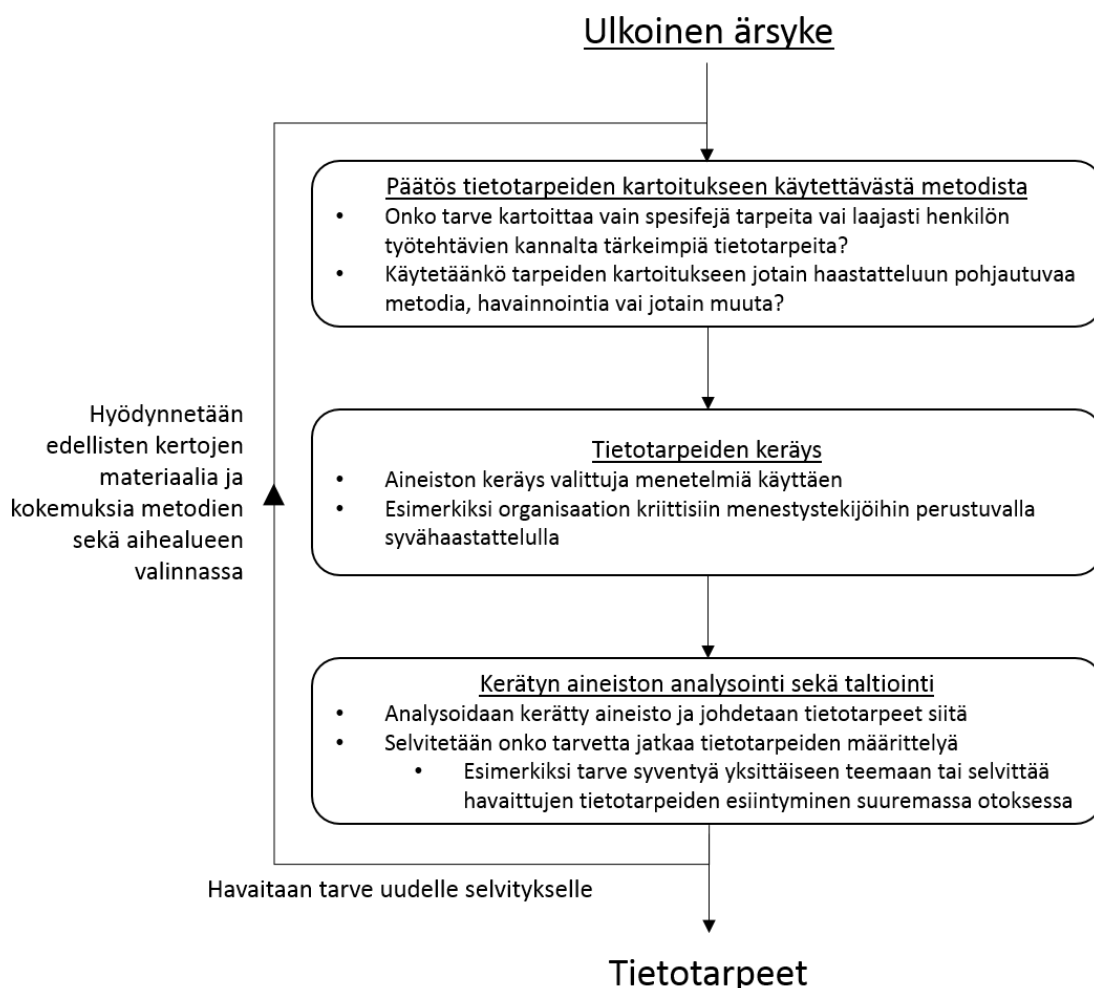 Ulkoinen ärsyke
Päätös tietotarpeiden kartoitukseen käytettävästä metodista
• Onko tarve kartoittaa vain spesifejä tarpeita vai laajasti henkilön
työtehtävien kannalta tärkeimpiä tietotarpeita?
• Käytetäänkö tarpeiden kartoitukseen jotain haastatteluun pohjautuvaa
metodia, havainnointia vai jotain muuta?
Hyödynnetään
edellisten kertojen
materiaalia ja
kokemuksia metodien
sekä aihealueen
valinnassa
Tietotarpeiden keräys
• Aineiston keräys valittuja menetelmiä käyttäen
• Esimerkiksi organisaation kriittisiin menestystekijöihin perustuvalla
syvähaastattelulla
Kerätyn aineiston analysointi sekä taltiointi
• Analysoidaan kerätty aineisto ja johdetaan tietotarpeet siitä
• Selvitetään onko tarvetta jatkaa tietotarpeiden määrittelyä
• Esimerkiksi tarve syventyä yksittäiseen teemaan tai selvittää
havaittujen tietotarpeiden esiintyminen suuremassa otoksessa
Havaitaan tarve uudelle selvitykselle
Tietotarpeet